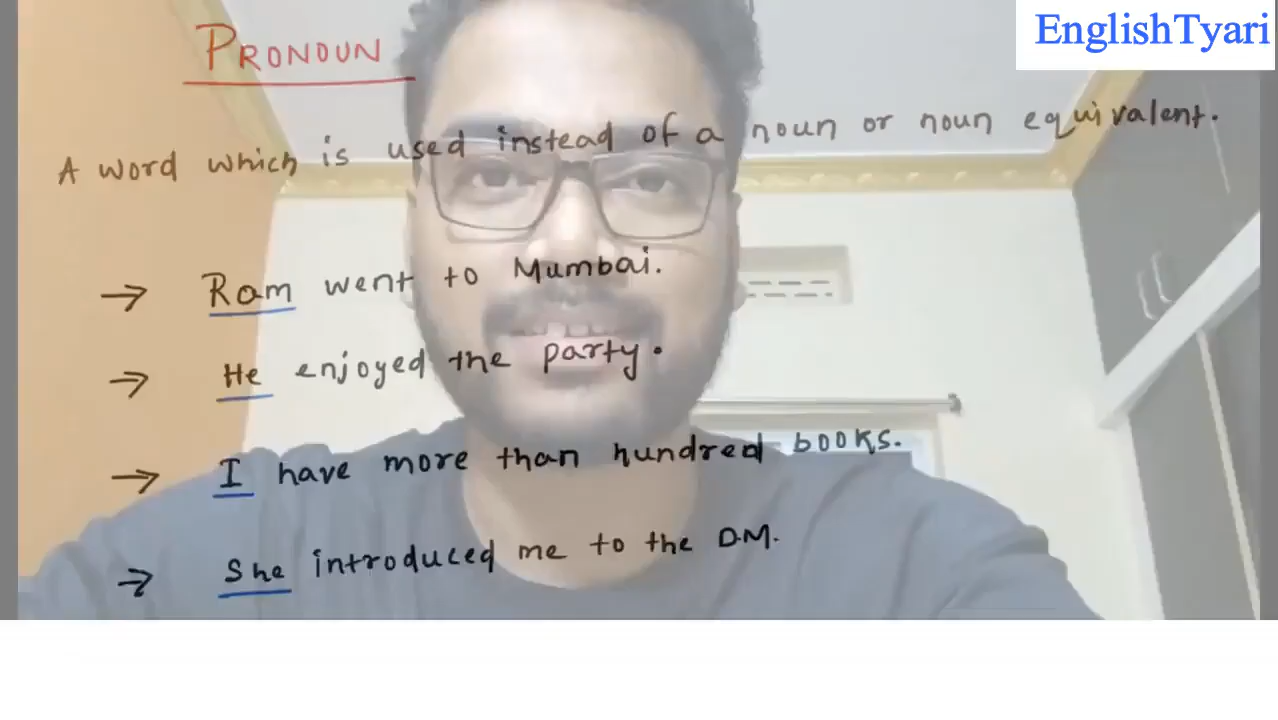 EnglishTyari
PRONOUN
A word which is used instead of a noun or noun equivalent.
→ Ram went to Mumbai.
→ He enjoyed the party.
→ I have more than hundred books.
→ She introduced me to the D.M.